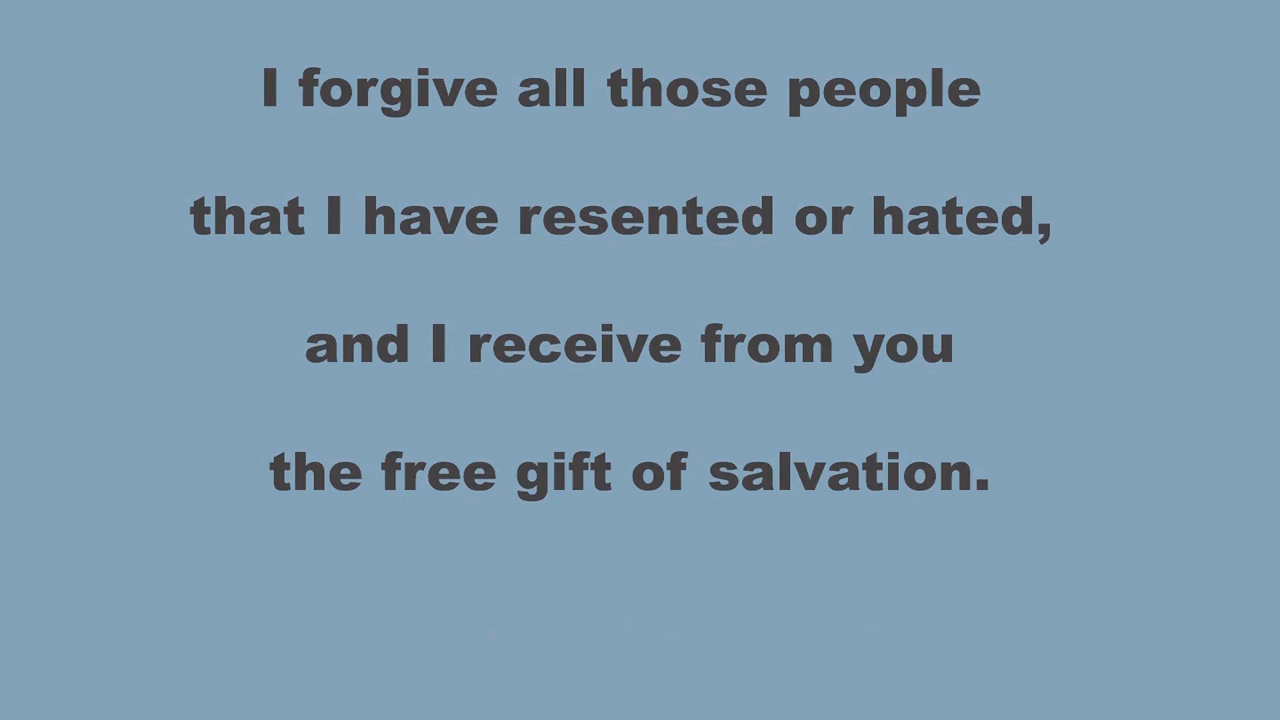 I forgive all those people
that I have resented or hated,
and I receive from you
the free gift of salvation.